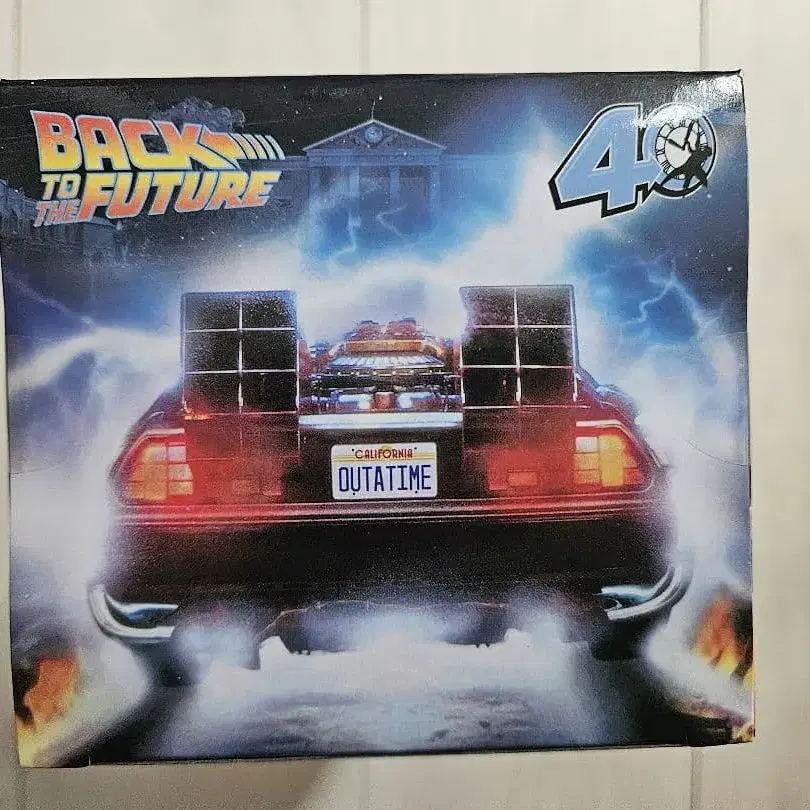 BACK
TO
THE FUTURE
40
CALIFORNIA
OUTATIME